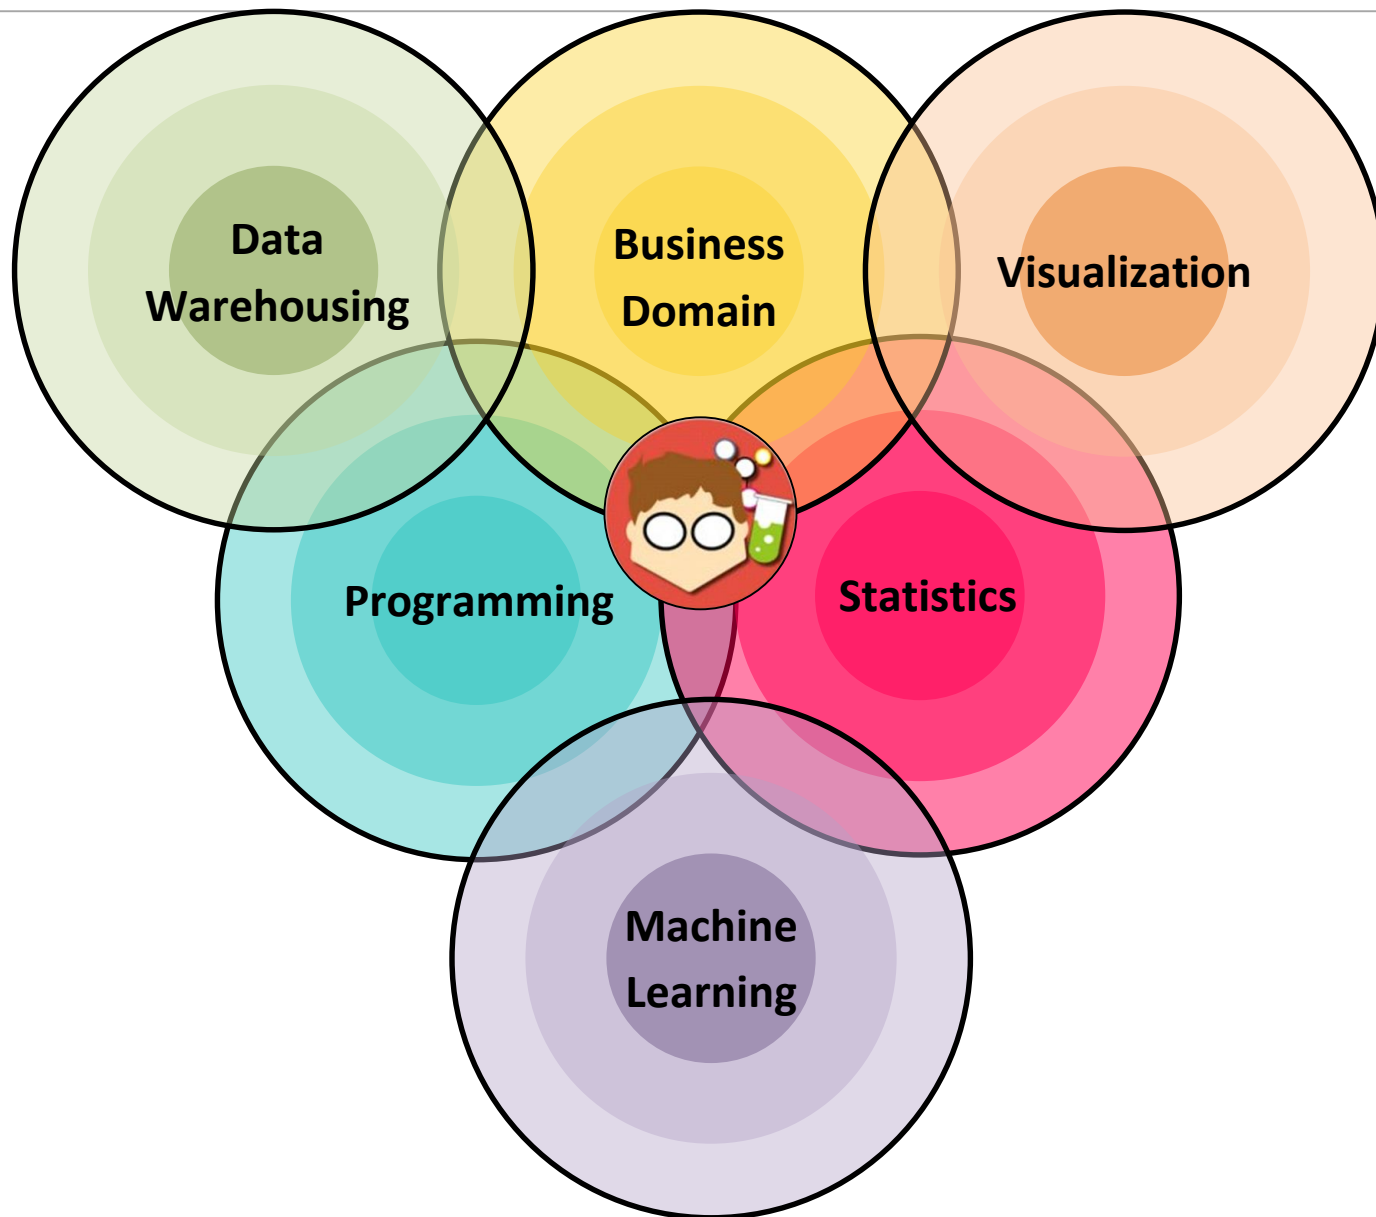 Data
Warehousing
Business
Domain
Visualization
Programming
Statistics
Machine
Learning